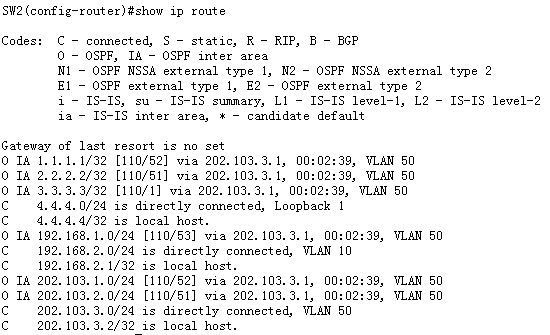 SW2(config-router)#show ip route
Codes:  C - connected, S - static, R - RIP, B - BGP
O - OSPF, IA - OSPF inter area
N1 - OSPF NSSA external type 1, N2 - OSPF NSSA external type 2
E1 - OSPF external type 1, E2 - OSPF external type 2
i - IS-IS, su - IS-IS summary, L1 - IS-IS level-1, L2 - IS-IS level-2
ia - IS-IS inter area, * - candidate default
Gateway of last resort is no set
O IA 1.1.1.1/32 [110/52] via 202.103.3.1, 00:02:39, VLAN 50
O IA 2.2.2.2/32 [110/51] via 202.103.3.1, 00:02:39, VLAN 50
O IA 3.3.3.3/32 [110/1] via 202.103.3.1, 00:02:39, VLAN 50
C    4.4.4.0/24 is directly connected, Loopback 1
C    4.4.4.4/32 is local host.
O IA 192.168.1.0/24 [110/53] via 202.103.3.1, 00:02:39, VLAN 50
C    192.168.2.0/24 is directly connected, VLAN 10
C    192.168.2.1/32 is local host.
O IA 202.103.1.0/24 [110/52] via 202.103.3.1, 00:02:39, VLAN 50
O IA 202.103.2.0/24 [110/51] via 202.103.3.1, 00:02:39, VLAN 50
C    202.103.3.0/24 is directly connected, VLAN 50
C    202.103.3.2/32 is local host.